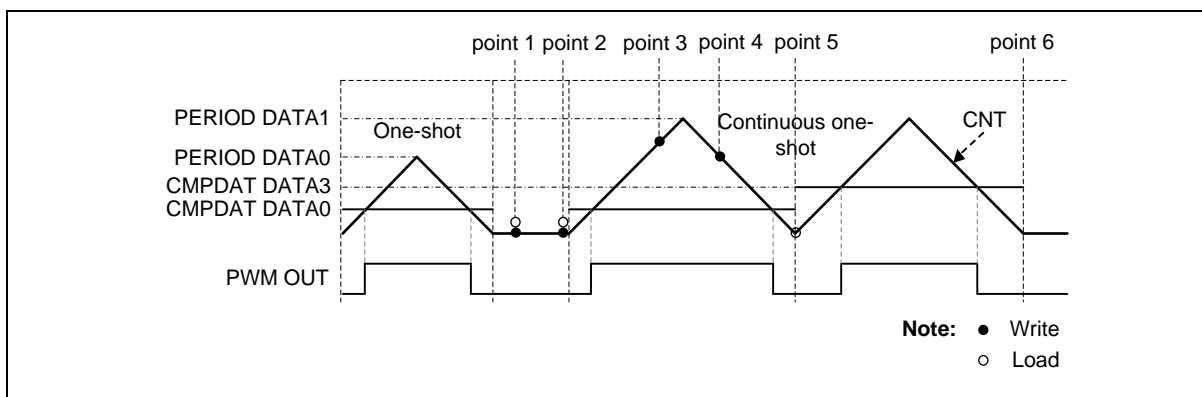 point 1 point 2 point 3 point 4 point 5 point 6
PERIOD DATA1
One-shot
Continuous one-
shot
CNT
PERIOD DATA0
CMPDAT DATA3
CMPDAT DATA0
PWM OUT
Note: ● Write
○ Load